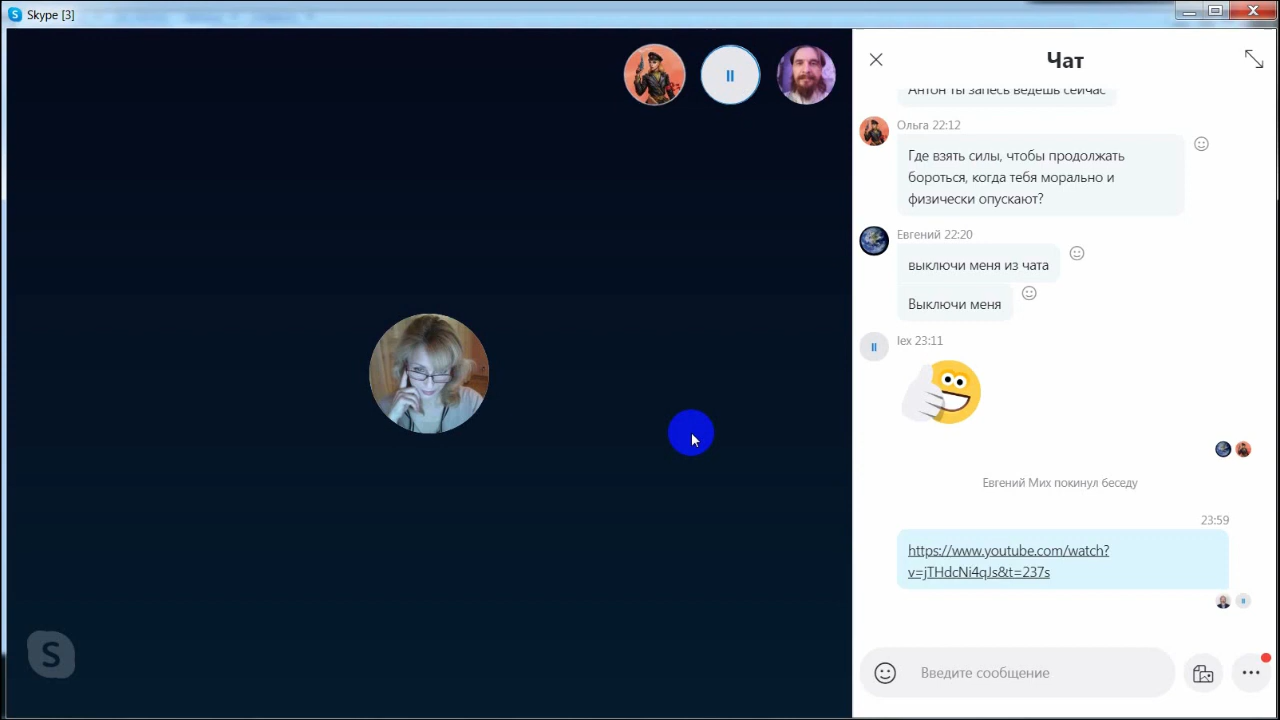 Skype [3]
Чат
Антон ты запесь ведешь сейчас
Ольга 22:12
Где взять силы, чтобы продолжать
бороться, когда тебя морально и
физически опускают?
Евгений 22:20
выключи меня из чата
Выключи меня
lex 23:11
Евгений Мих покинул беседу
23:59
https://www.youtube.com/watch?
v=jTHdcNi4qJs&t=237s
Введите сообщение